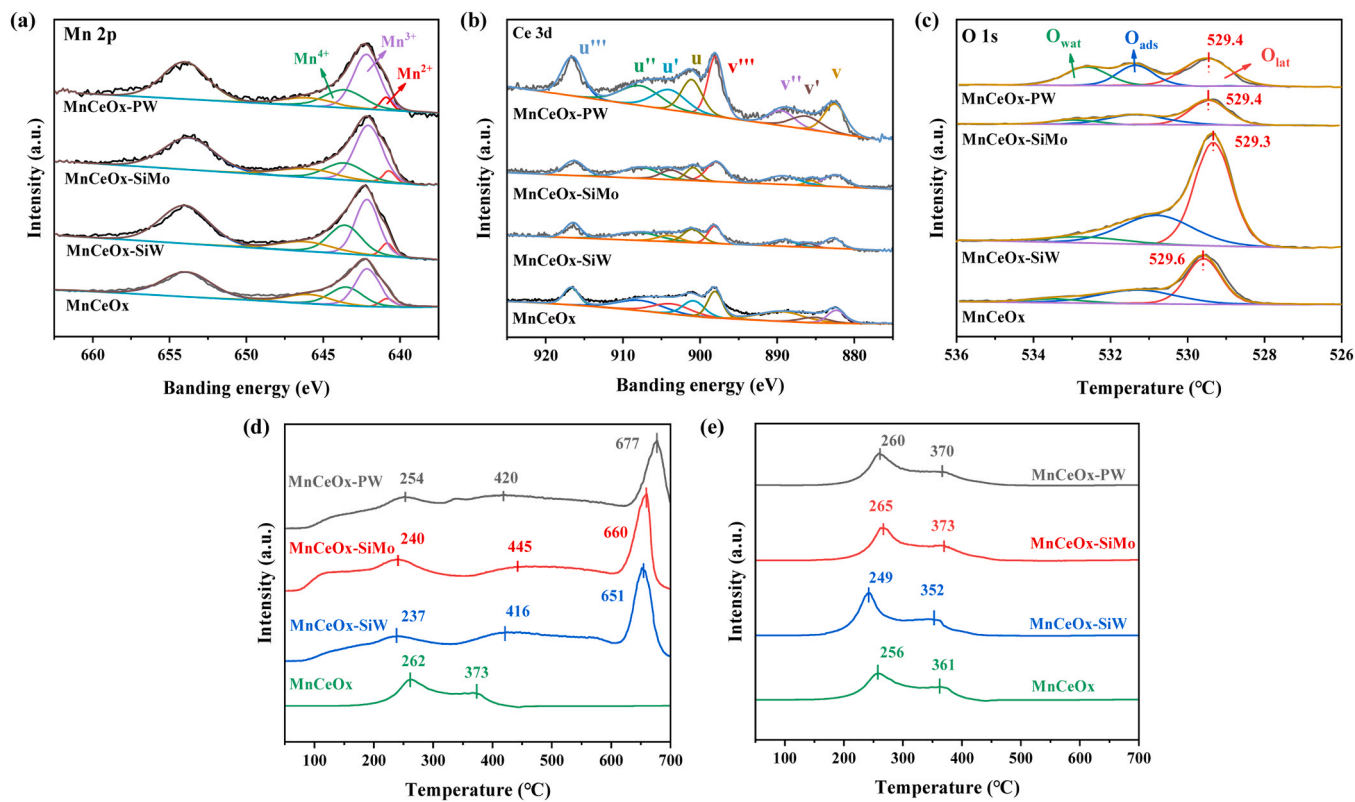 (a)
Mn 2p
Mn4+
Mn3+
Mn2+
MnCeOx-PW
MnCeOx-SiMo
MnCeOx-SiW
MnCeOx
Intensity (a.u.)
660 655 650 645 640
Banding energy (eV)
(b)
Ce 3d
u'''
u''
u'
u
v'''
v''
v'
v
MnCeOx-PW
MnCeOx-SiMo
MnCeOx-SiW
MnCeOx
Intensity (a.u.)
920 910 900 890 880
Banding energy (eV)
(c)
O 1s
Owat
Oads
529.4
Olat
MnCeOx-PW
529.4
MnCeOx-SiMo
529.3
MnCeOx-SiW
529.6
MnCeOx
Intensity (a.u.)
536 534 532 530 528 526
Temperature (℃)
(d)
677
MnCeOx-PW
254
420
MnCeOx-SiMo
240
445
660
MnCeOx-SiW
237
416
651
MnCeOx
262
373
Intensity (a.u.)
100 200 300 400 500 600 700
Temperature (℃)
(e)
260
370
MnCeOx-PW
265
373
MnCeOx-SiMo
249
352
MnCeOx-SiW
256
361
MnCeOx
Intensity (a.u.)
100 200 300 400 500 600 700
Temperature (℃)